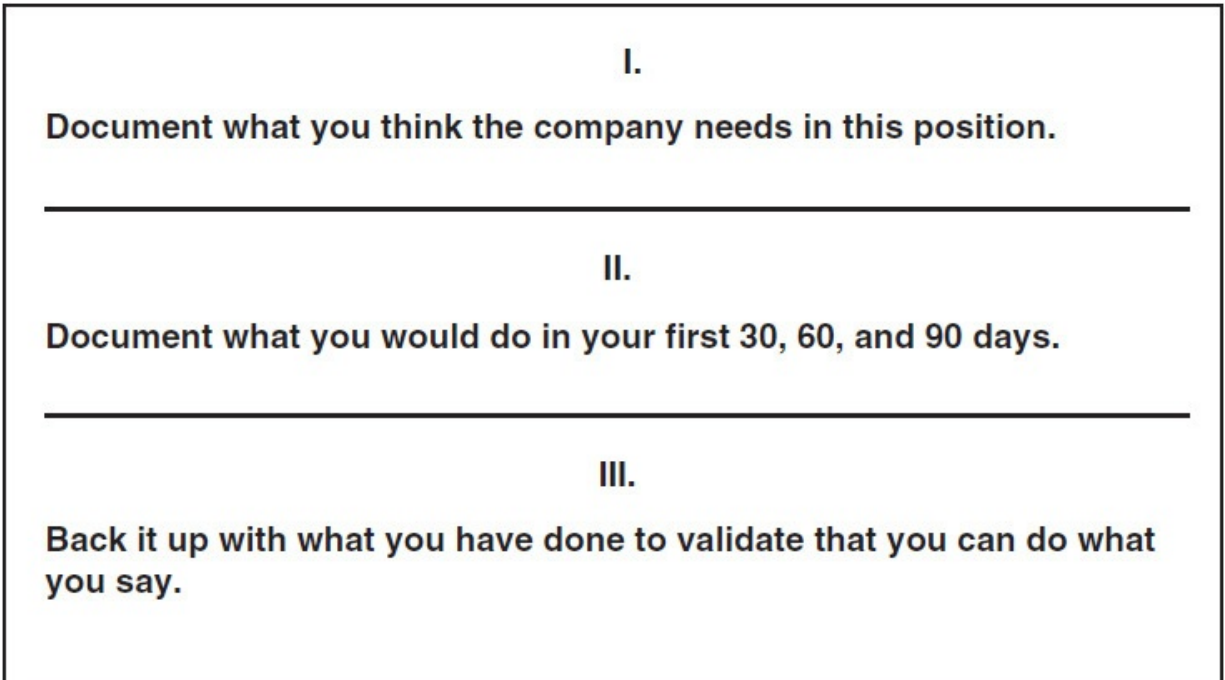 I.
Document what you think the company needs in this position.
II.
Document what you would do in your first 30, 60, and 90 days.
III.
Back it up with what you have done to validate that you can do what
you say.